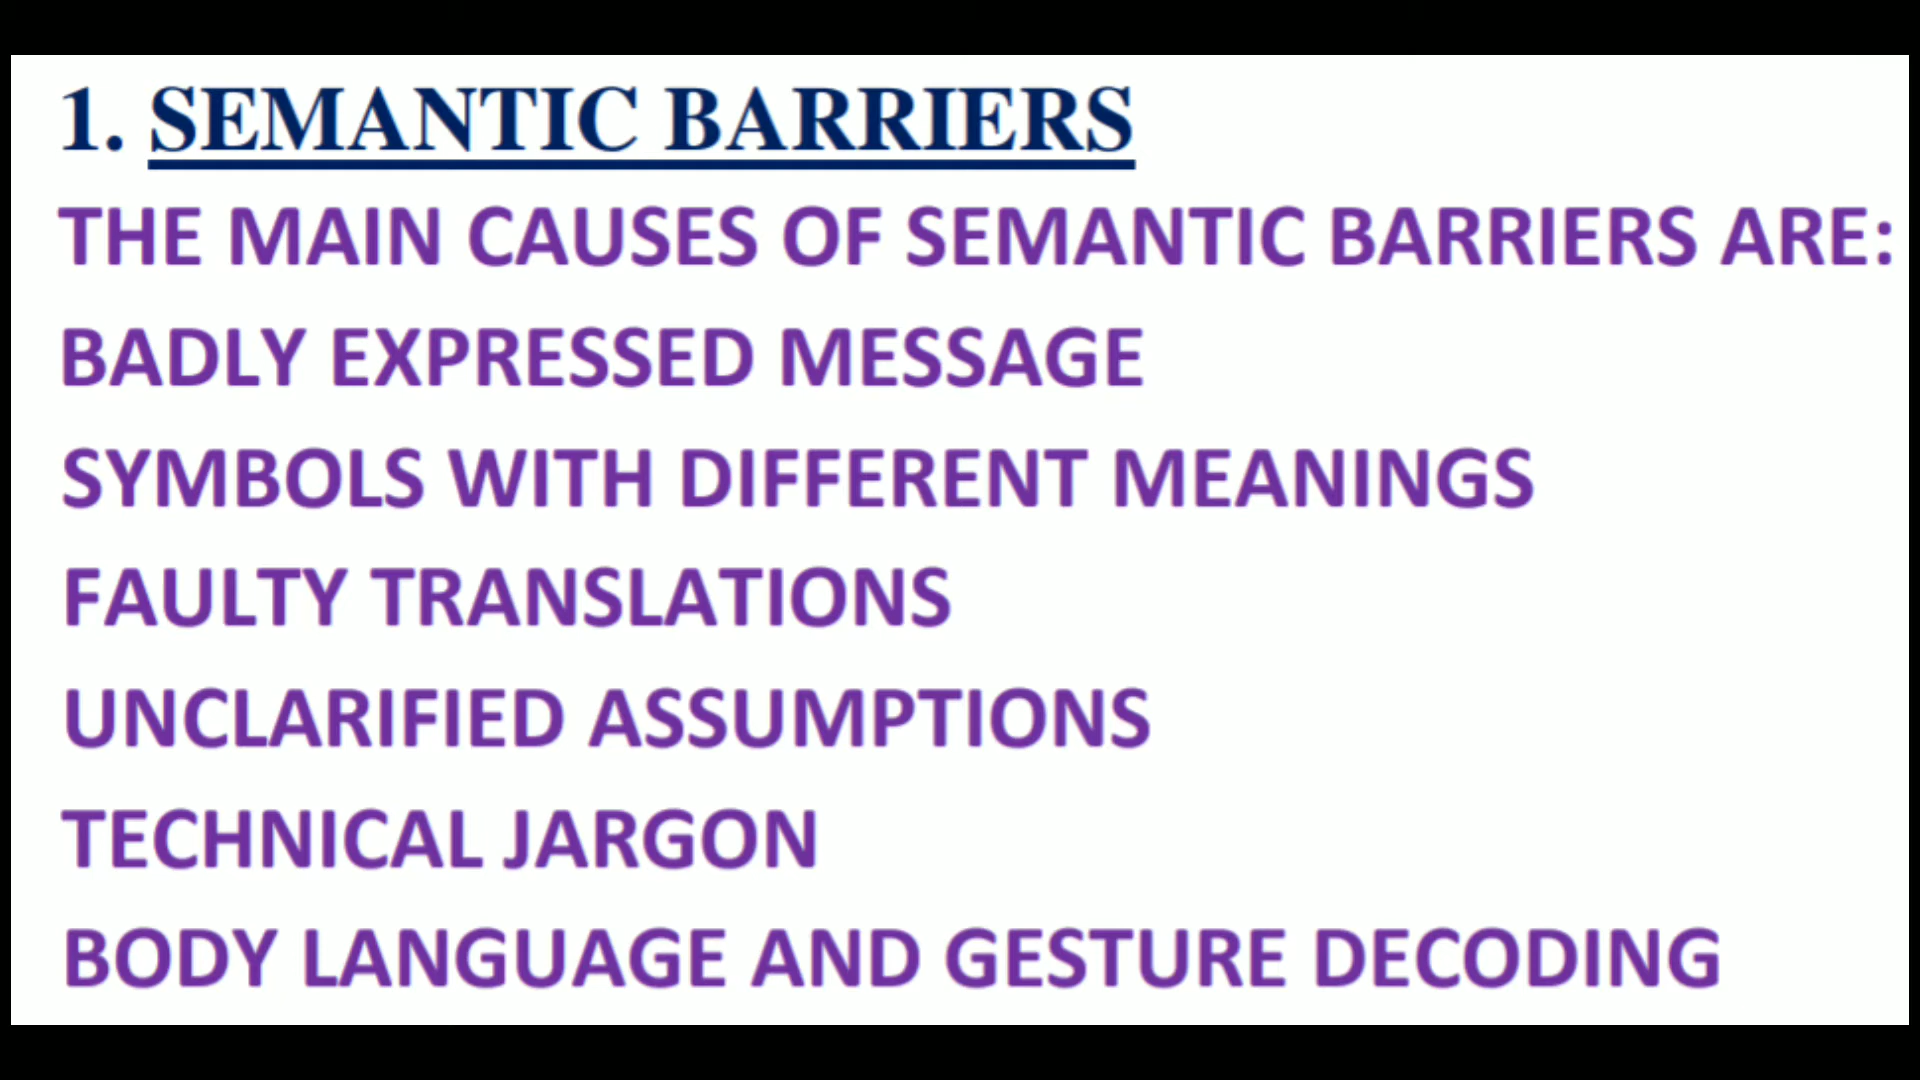 1. SEMANTIC BARRIERS
THE MAIN CAUSES OF SEMANTIC BARRIERS ARE:
BADLY EXPRESSED MESSAGE
SYMBOLS WITH DIFFERENT MEANINGS
FAULTY TRANSLATIONS
UNCLARIFIED ASSUMPTIONS
TECHNICAL JARGON
BODY LANGUAGE AND GESTURE DECODING